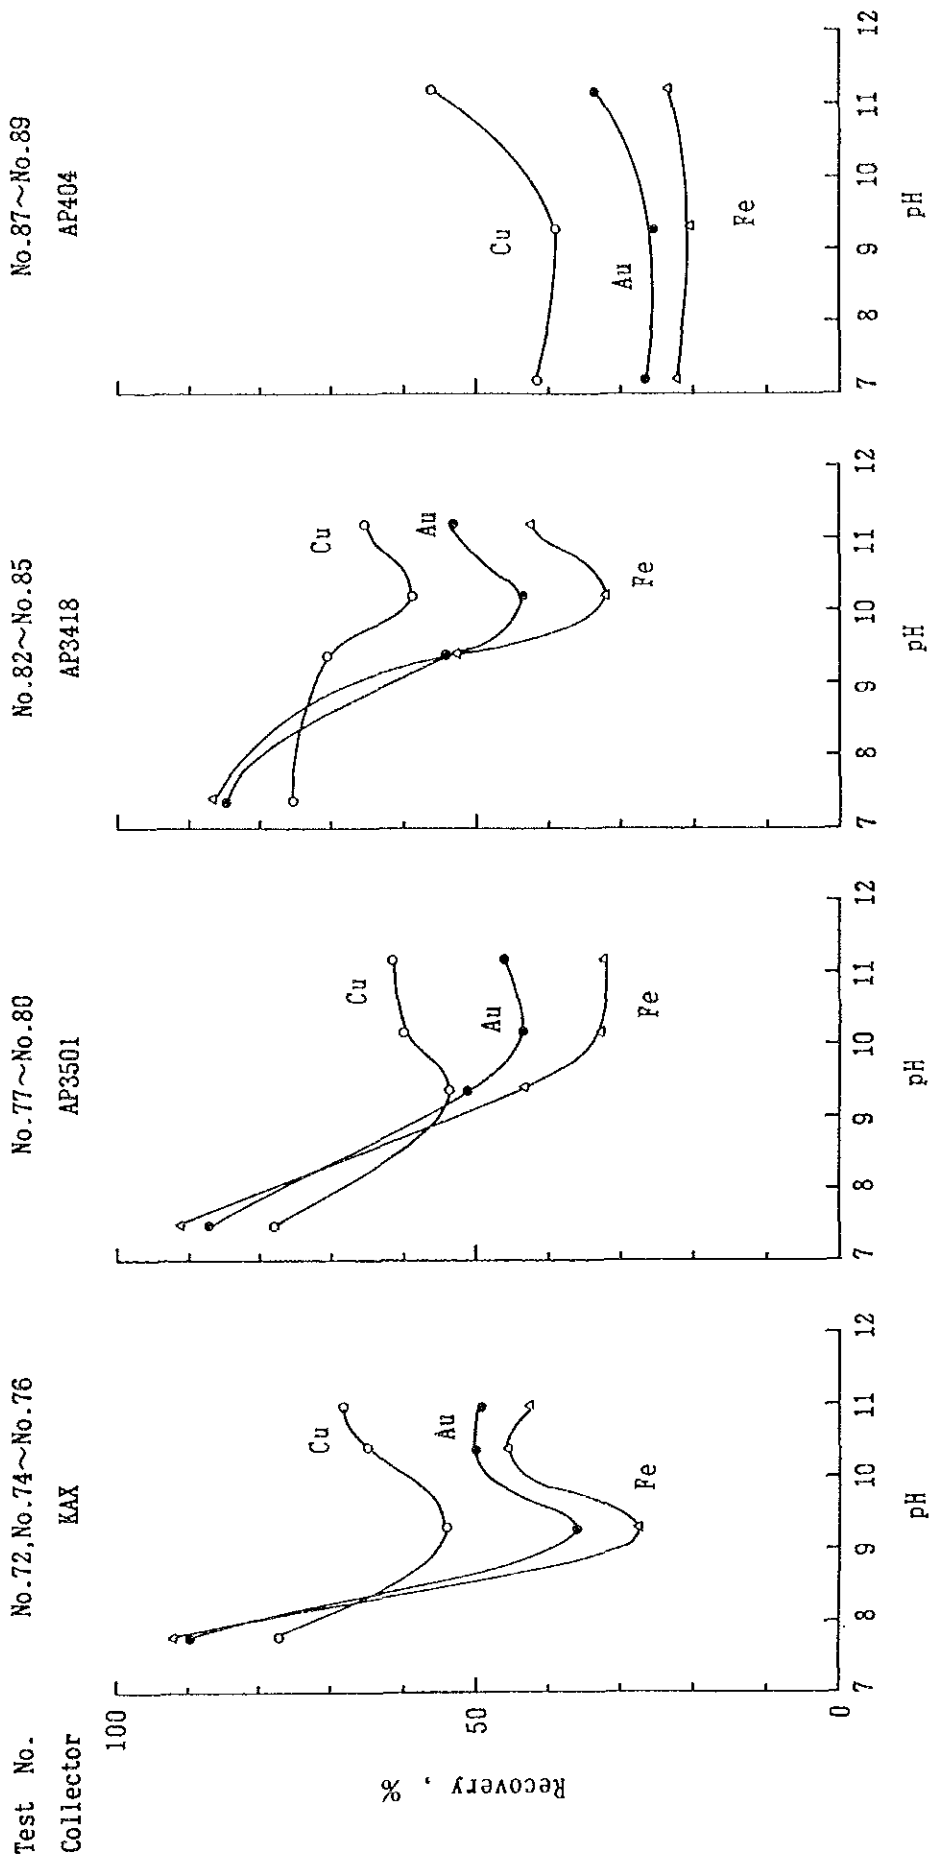 Test No. No.72,No.74～No.76 No.77～No.80 No.82～No.85 No.87～No.89
Collector KAX AP3501 AP3418 AP404
100
50
0
Recovery , %
Cu
Au
Fe
7 8 9 10 11 12
pH
Cu
Au
Fe
7 8 9 10 11 12
pH
Cu
Au
Fe
7 8 9 10 11 12
pH
Cu
Au
Fe
7 8 9 10 11 12
pH